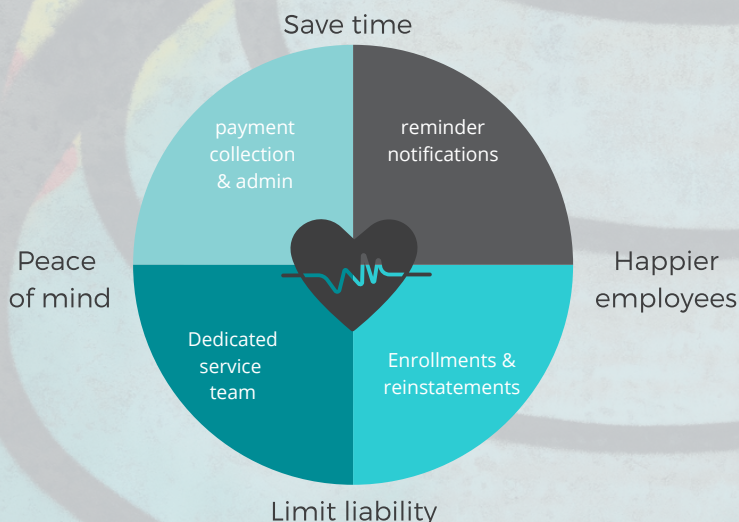 Save time
payment
collection
& admin
reminder
notifications
Peace
of mind
Happier
employees
Dedicated
service
team
Enrollments &
reinstatements
Limit liability